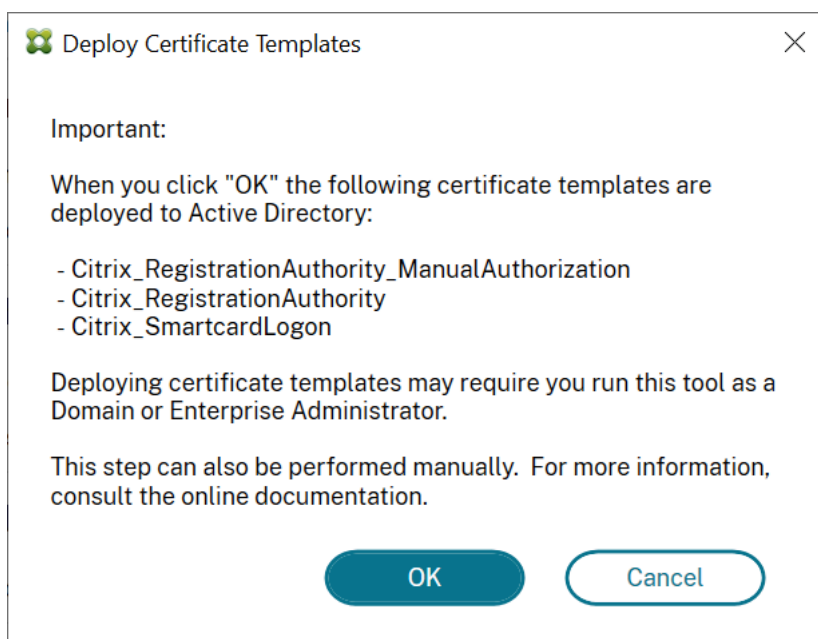 Deploy Certificate Templates
Important:
When you click "OK" the following certificate templates are
deployed to Active Directory:
- Citrix_RegistrationAuthority_ManualAuthorization
- Citrix_RegistrationAuthority
- Citrix_SmartcardLogon
Deploying certificate templates may require you run this tool as a
Domain or Enterprise Administrator.
This step can also be performed manually.  For more information,
consult the online documentation.
OK
Cancel